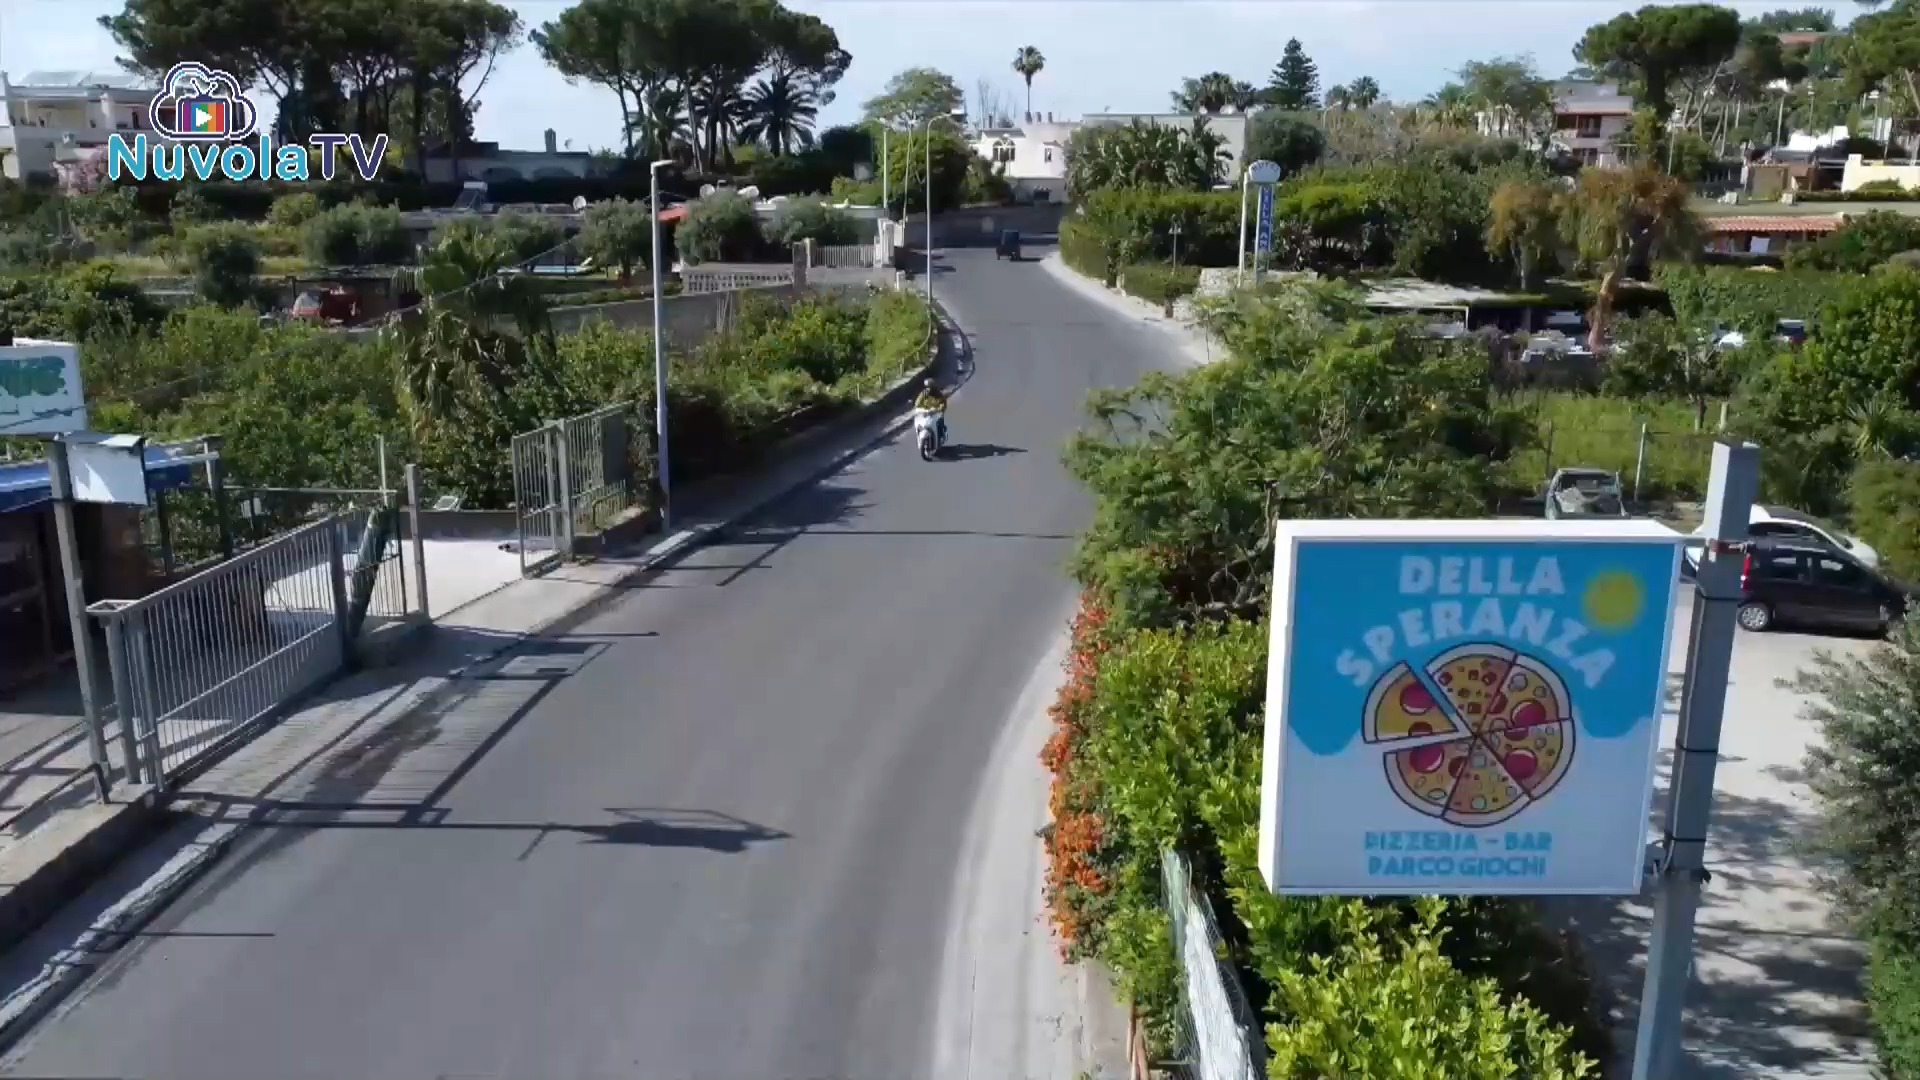 NuvolaTV
DELLA
SPERANZA
PIZZERIA - BAR
PARCO GIOCHI